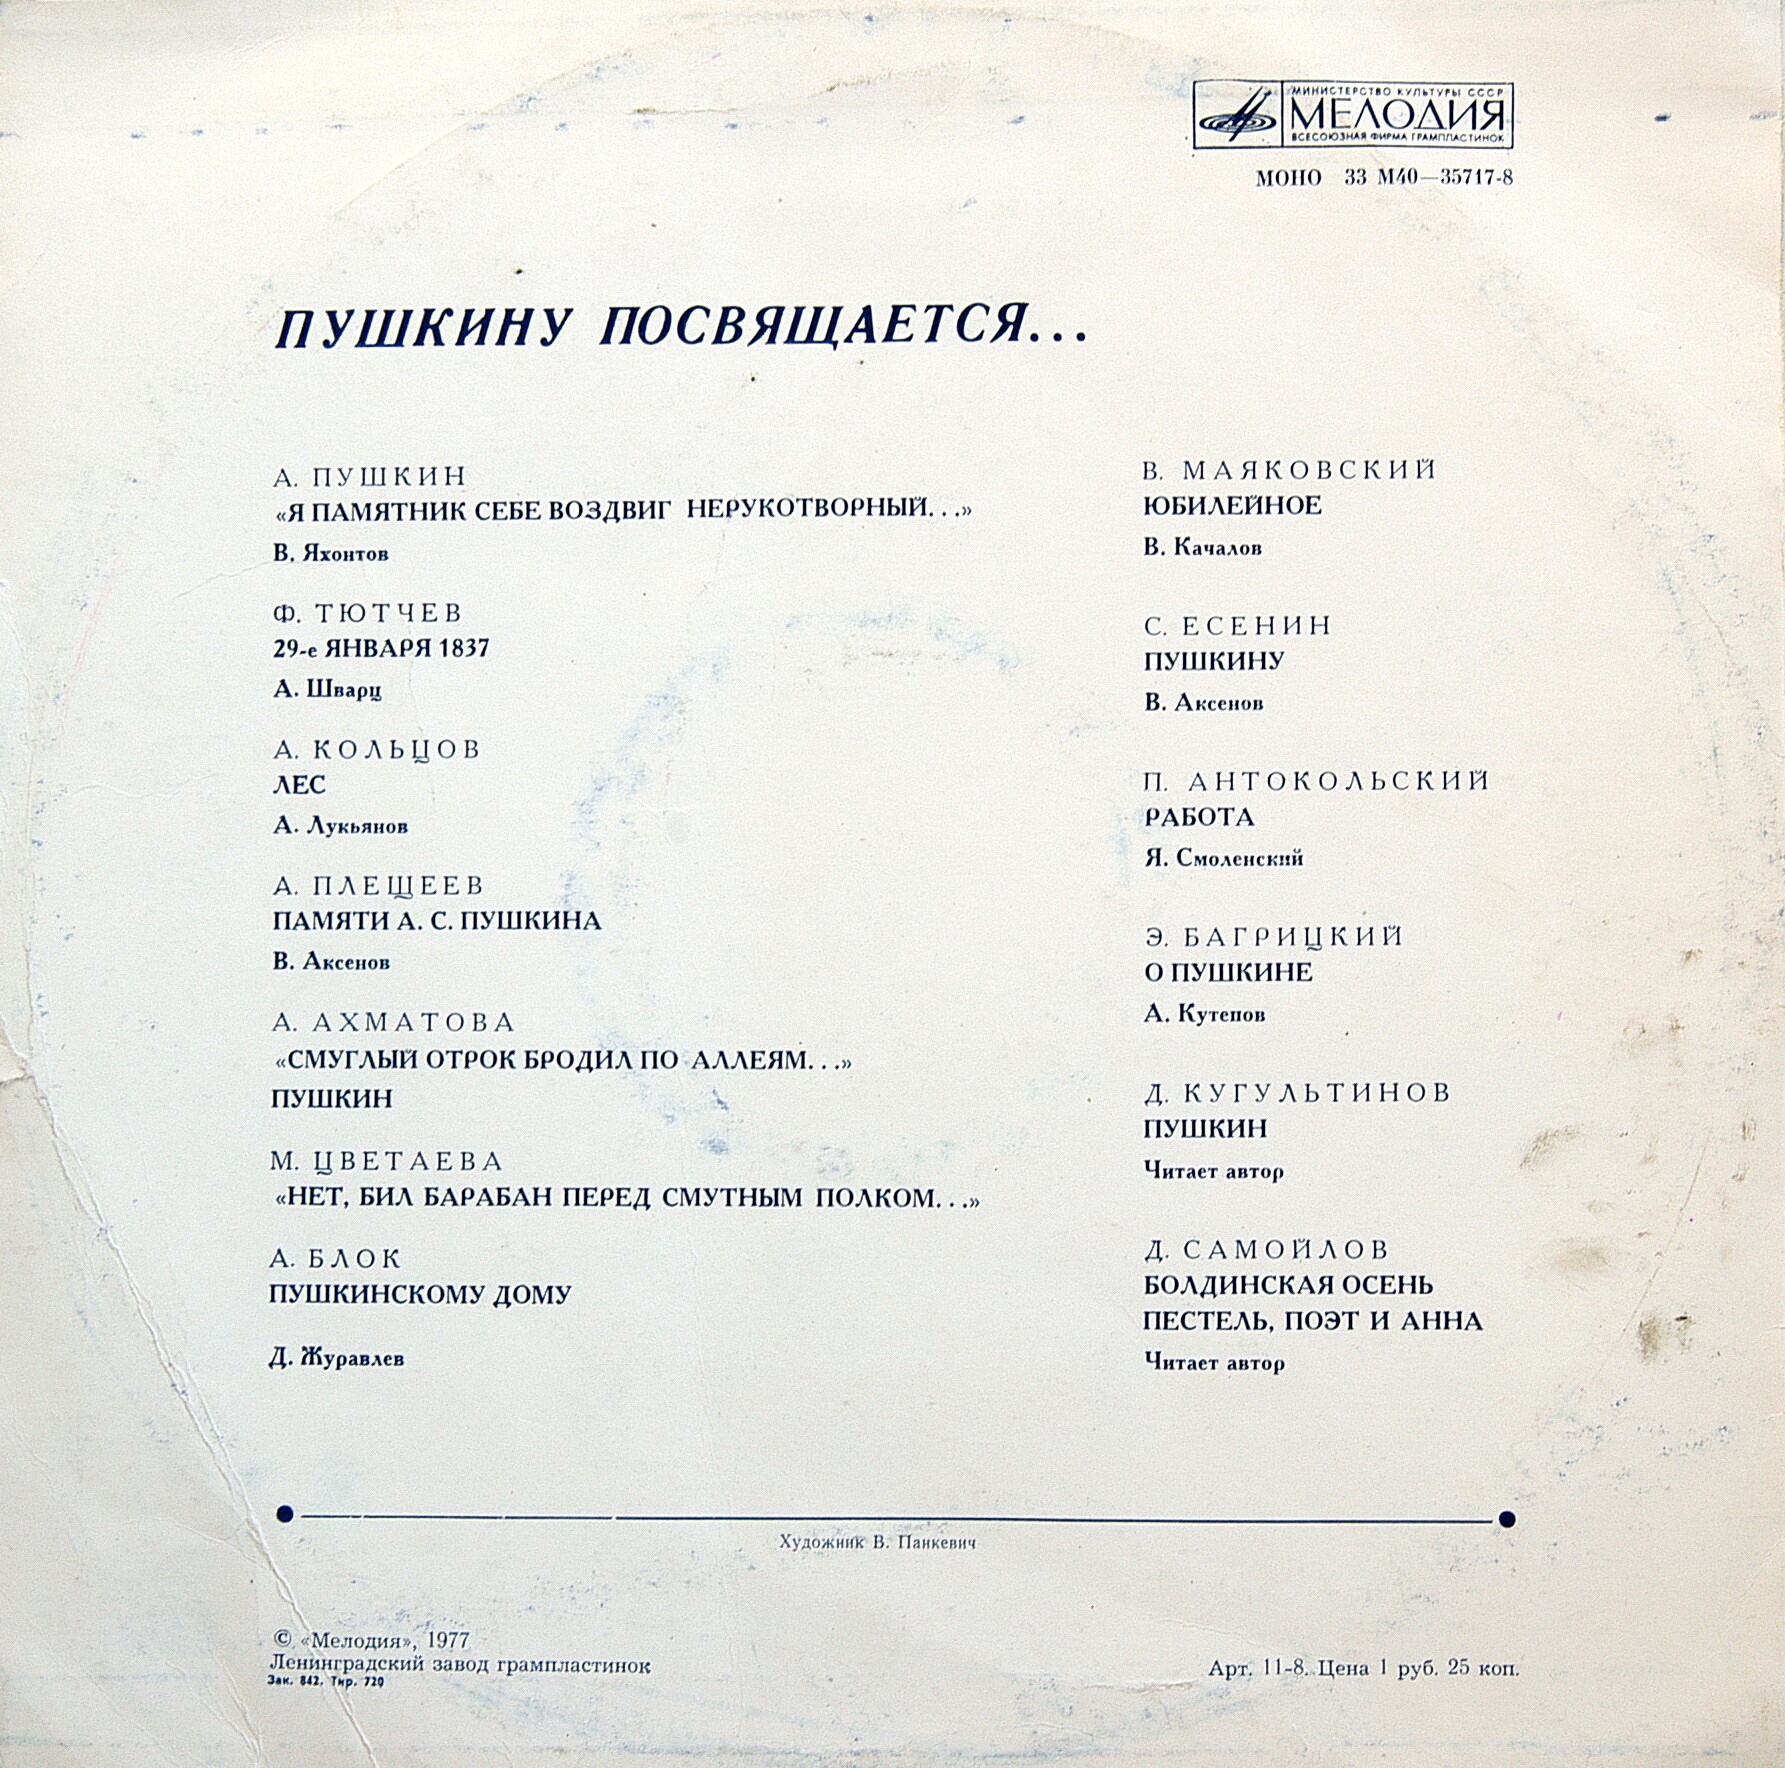 МИНИСТЕРСТВО КУЛЬТУРЫ СССР
МЕЛОДИЯ
ВСЕСОЮЗНАЯ ФИРМА ГРАМПЛАСТИНОК
МОНО 33 М40—35717-8
ПУШКИНУ ПОСВЯЩАЕТСЯ...
А. ПУШКИН
«Я ПАМЯТНИК СЕБЕ ВОЗДВИГ НЕРУКОТВОРНЫЙ...»
В. Яхонтов
Ф. ТЮТЧЕВ
29-е ЯНВАРЯ 1837
А. Шварц
А. КОЛЬЦОВ
ЛЕС
А. Лукьянов
А. ПЛЕЩЕЕВ
ПАМЯТИ А. С. ПУШКИНА
В. Аксенов
А. АХМАТОВА
«СМУГЛЫЙ ОТРОК БРОДИЛ ПО АЛЛЕЯМ...»
ПУШКИН
М. ЦВЕТАЕВА
«НЕТ, БИЛ БАРАБАН ПЕРЕД СМУТНЫМ ПОЛКОМ...»
А. БЛОК
ПУШКИНСКОМУ ДОМУ
Д. Журавлев
В. МАЯКОВСКИЙ
ЮБИЛЕЙНОЕ
В. Качалов
С. ЕСЕНИН
ПУШКИНУ
В. Аксенов
П. АНТОКОЛЬСКИЙ
РАБОТА
Я. Смоленский
Э. БАГРИЦКИЙ
О ПУШКИНЕ
А. Кутепов
Д. КУГУЛЬТИНОВ
ПУШКИН
Читает автор
Д. САМОЙЛОВ
БОЛДИНСКАЯ ОСЕНЬ
ПЕСТЕЛЬ, ПОЭТ И АННА
Читает автор
Художник В. Панкевич
© «Мелодия», 1977
Ленинградский завод грампластинок
Зак. 842. Тир. 720
Арт. 11-8. Цена 1 руб. 25 коп.